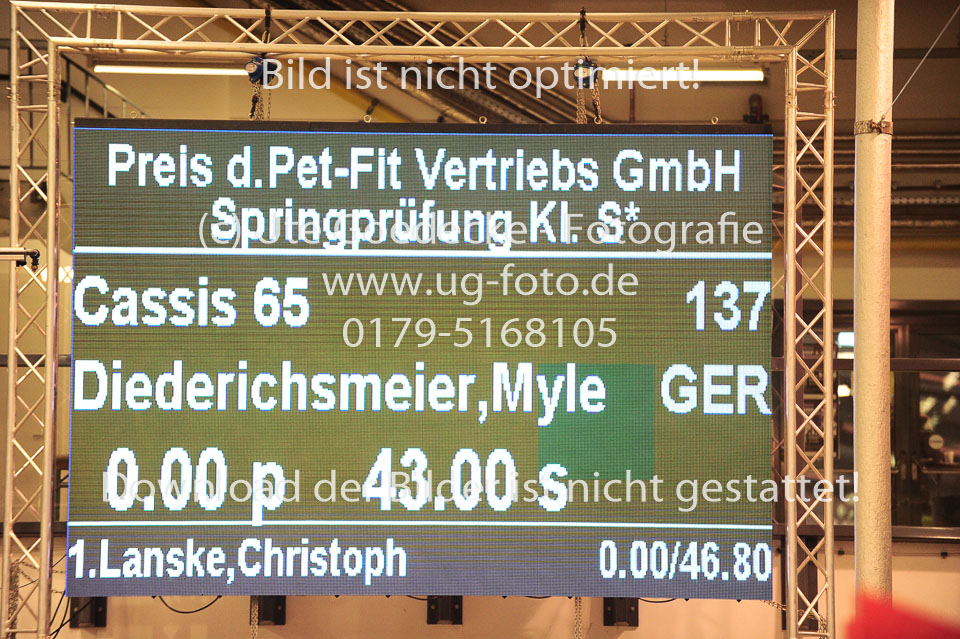 Bild ist nicht optimiert!
Preis d.Pet-Fit Vertriebs GmbH
Springprüfung Kl. S*
(c) Ute Goedecke - Fotografie
www.ug-foto.de
Cassis 65 137
0179-5168105
Diederichsmeier,Myle GER
0.00 p 43.00 s
Download der Bilder ist nicht gestattet!
1.Lanske,Christoph 0.00/46.80